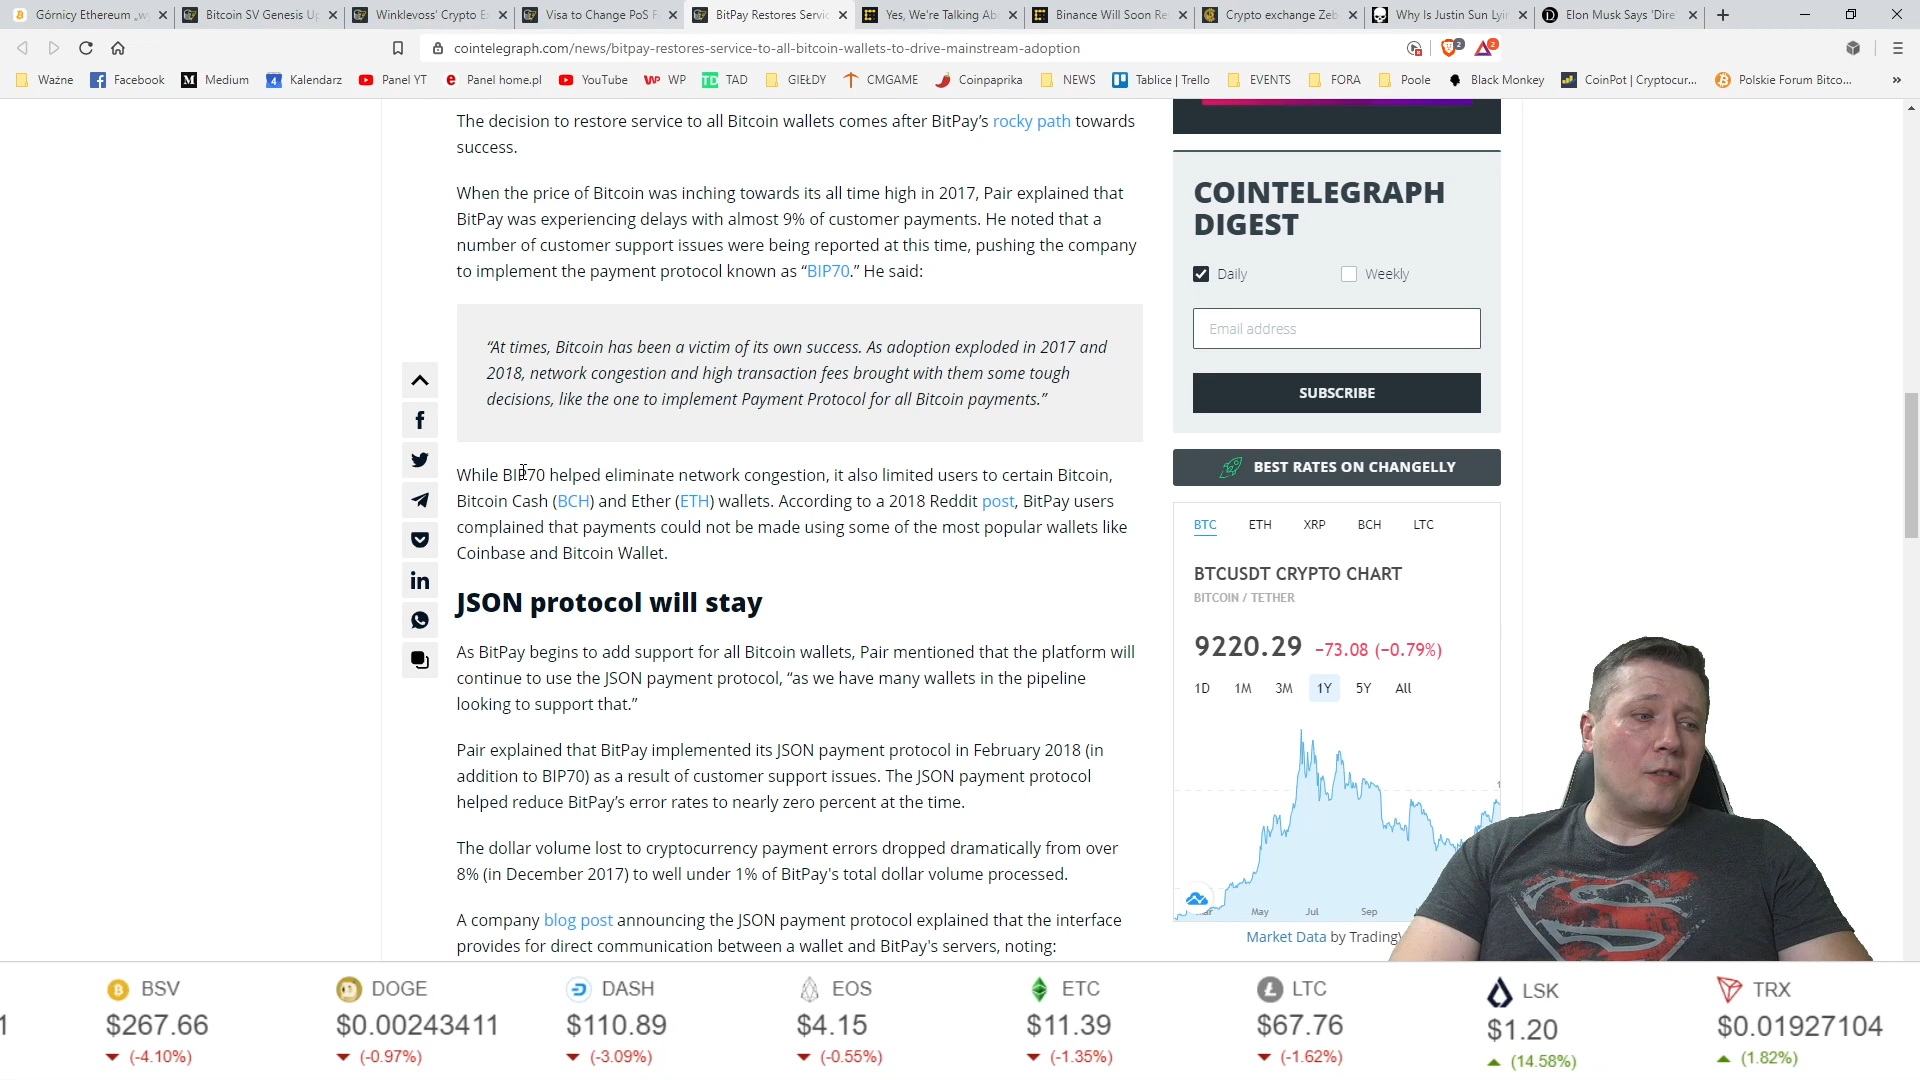 Górnicy Ethereum „wy
Bitcoin SV Genesis Up
Winklevoss' Crypto E
Visa to Change PoS F
BitPay Restores Servic
Yes, We're Talking Ab
Binance Will Soon Re
Crypto exchange Zeb
Why Is Justin Sun Lyi
Elon Musk Says 'Dire
cointelegraph.com/news/bitpay-restores-service-to-all-bitcoin-wallets-to-drive-mainstream-adoption
2
2
Ważne
Facebook
Medium
Kalendarz
Panel YT
Panel home.pl
YouTube
WP
TAD
GIEŁDY
CMGAME
Coinpaprika
NEWS
Tablice | Trello
EVENTS
FORA
Poole
Black Monkey
CoinPot | Cryptocur...
Polskie Forum Bitco...
The decision to restore service to all Bitcoin wallets comes after BitPay's rocky path towards
success.
When the price of Bitcoin was inching towards its all time high in 2017, Pair explained that
BitPay was experiencing delays with almost 9% of customer payments. He noted that a
number of customer support issues were being reported at this time, pushing the company
to implement the payment protocol known as “BIP70.” He said:
“At times, Bitcoin has been a victim of its own success. As adoption exploded in 2017 and
2018, network congestion and high transaction fees brought with them some tough
decisions, like the one to implement Payment Protocol for all Bitcoin payments.”
While BIP70 helped eliminate network congestion, it also limited users to certain Bitcoin,
Bitcoin Cash (BCH) and Ether (ETH) wallets. According to a 2018 Reddit post, BitPay users
complained that payments could not be made using some of the most popular wallets like
Coinbase and Bitcoin Wallet.
JSON protocol will stay
As BitPay begins to add support for all Bitcoin wallets, Pair mentioned that the platform will
continue to use the JSON payment protocol, “as we have many wallets in the pipeline
looking to support that.”
Pair explained that BitPay implemented its JSON payment protocol in February 2018 (in
addition to BIP70) as a result of customer support issues. The JSON payment protocol
helped reduce BitPay's error rates to nearly zero percent at the time.
The dollar volume lost to cryptocurrency payment errors dropped dramatically from over
8% (in December 2017) to well under 1% of BitPay's total dollar volume processed.
A company blog post announcing the JSON payment protocol explained that the interface
provides for direct communication between a wallet and BitPay's servers, noting:
COINTELEGRAPH
DIGEST
Daily
Weekly
Email address
SUBSCRIBE
BEST RATES ON CHANGELLY
BTC ETH XRP BCH LTC
BTCUSDT CRYPTO CHART
BITCOIN / TETHER
9220.29 −73.08 (−0.79%)
1D 1M 3M 1Y 5Y All
May Jul Sep
Market Data by Trading
1
BSV
$267.66
(-4.10%)
DOGE
$0.00243411
(-0.97%)
DASH
$110.89
(-3.09%)
EOS
$4.15
(-0.55%)
ETC
$11.39
(-1.35%)
LTC
$67.76
(-1.62%)
LSK
$1.20
(14.58%)
TRX
$0.01927104
(1.82%)